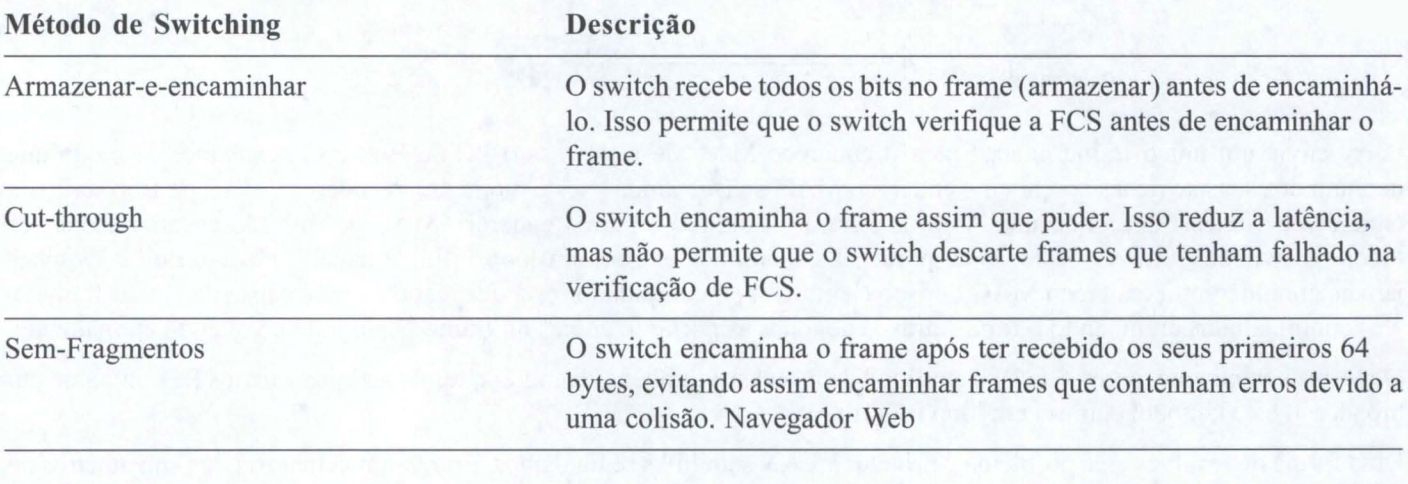 Método de Switching Descrição
Armazenar-e-encaminhar O switch recebe todos os bits no frame (armazenar) antes de encaminhá-
lo. Isso permite que o switch verifique a FCS antes de encaminhar o
frame.
Cut-through O switch encaminha o frame assim que puder. Isso reduz a latência,
mas não permite que o switch descarte frames que tenham falhado na
verificação de FCS.
Sem-Fragmentos O switch encaminha o frame após ter recebido os seus primeiros 64
bytes, evitando assim encaminhar frames que contenham erros devido a
uma colisão. Navegador Web